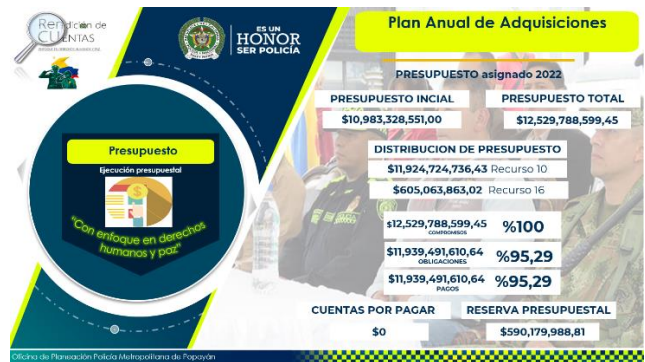 Rendición de
CUENTAS
ES UN
HONOR
SER POLICÍA
Presupuesto
Ejecución presupuestal
"Con enfoque en derechos
humanos y paz"
Plan Anual de Adquisiciones
PRESUPUESTO asignado 2022
PRESUPUESTO INCIAL
PRESUPUESTO TOTAL
$10,983,328,551,00
$12,529,788,599,45
DISTRIBUCION DE PRESUPUESTO
$11,924,724,736,43 Recurso 10
$605,063,863,02 Recurso 16
$12,529,788,599,45 %100
COMPROMISOS
$11,939,491,610,64 %95,29
OBLIGACIONES
$11,939,491,610,64 %95,29
PAGOS
CUENTAS POR PAGAR
RESERVA PRESUPUESTAL
$0
$590,179,988,81
Oficina de Planeación Policía Metropolitana de Popayán